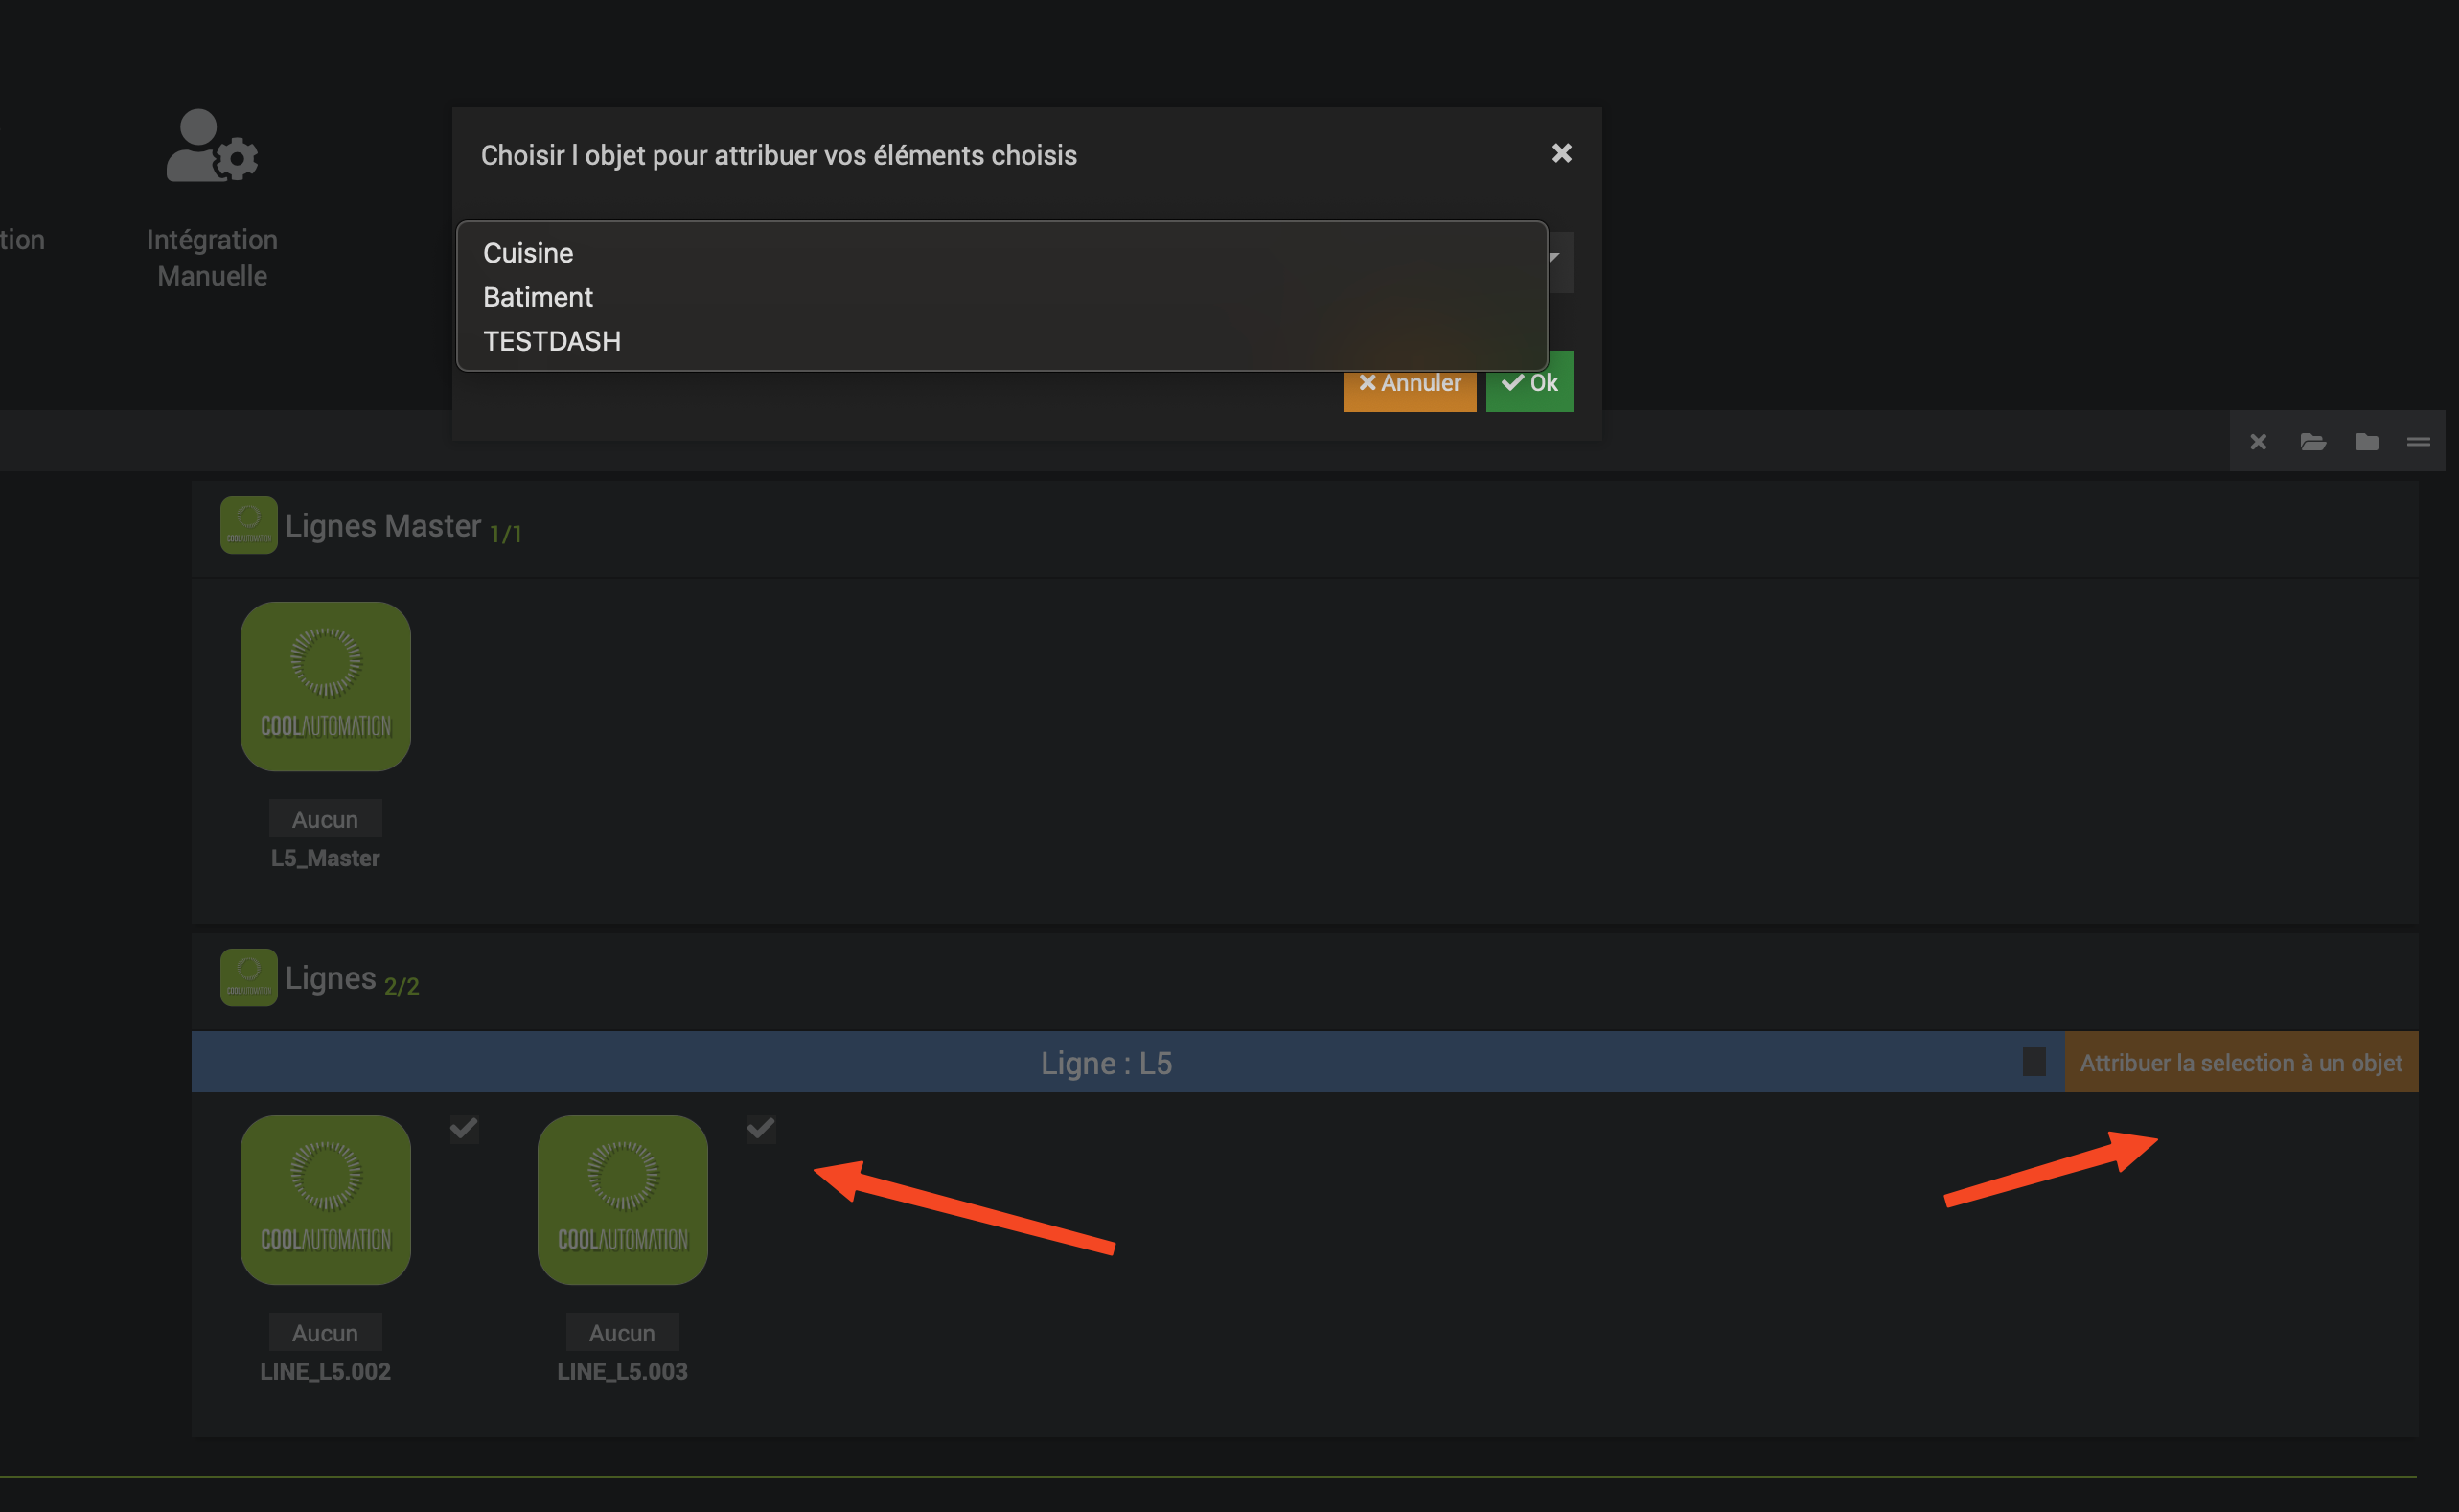 Choisir l objet pour attribuer vos éléments choisis
tion
Intégration
Manuelle
Cuisine
Batiment
TESTDASH
Annuler
Ok
COOLAUTOMATION
Lignes Master 1/1
COOLAUTOMATION
Aucun
L5_Master
COOLAUTOMATION
Lignes 2/2
Ligne : L5
Attribuer la selection à un objet
COOLAUTOMATION
COOLAUTOMATION
Aucun
Aucun
LINE_L5.002
LINE_L5.003